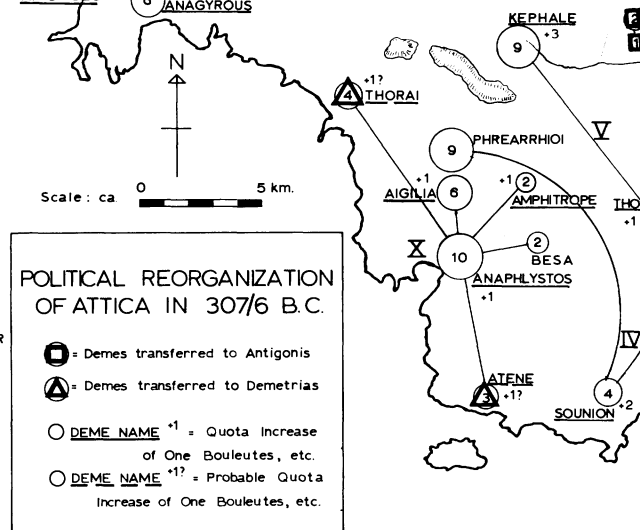 ANAGYROUS
KEPHALE
9 +3
N
+1?
4 THORAI
V
PHREARRHIOI
9
+1
AIGILIA 6
+1 2
AMPHITROPE
THO
+1
Scale: ca. 0 5 km.
X
10
2
BESA
ANAPHLYSTOS
+1
IV
ATENE
3 +1?
4
SOUNION +2
POLITICAL REORGANIZATION
OF ATTICA IN 307/6 B.C.
= Demes transferred to Antigonis
= Demes transferred to Demetrias
DEME NAME +1 = Quota Increase
of One Bouleutes, etc.
DEME NAME +1? = Probable Quota
Increase of One Bouleutes, etc.